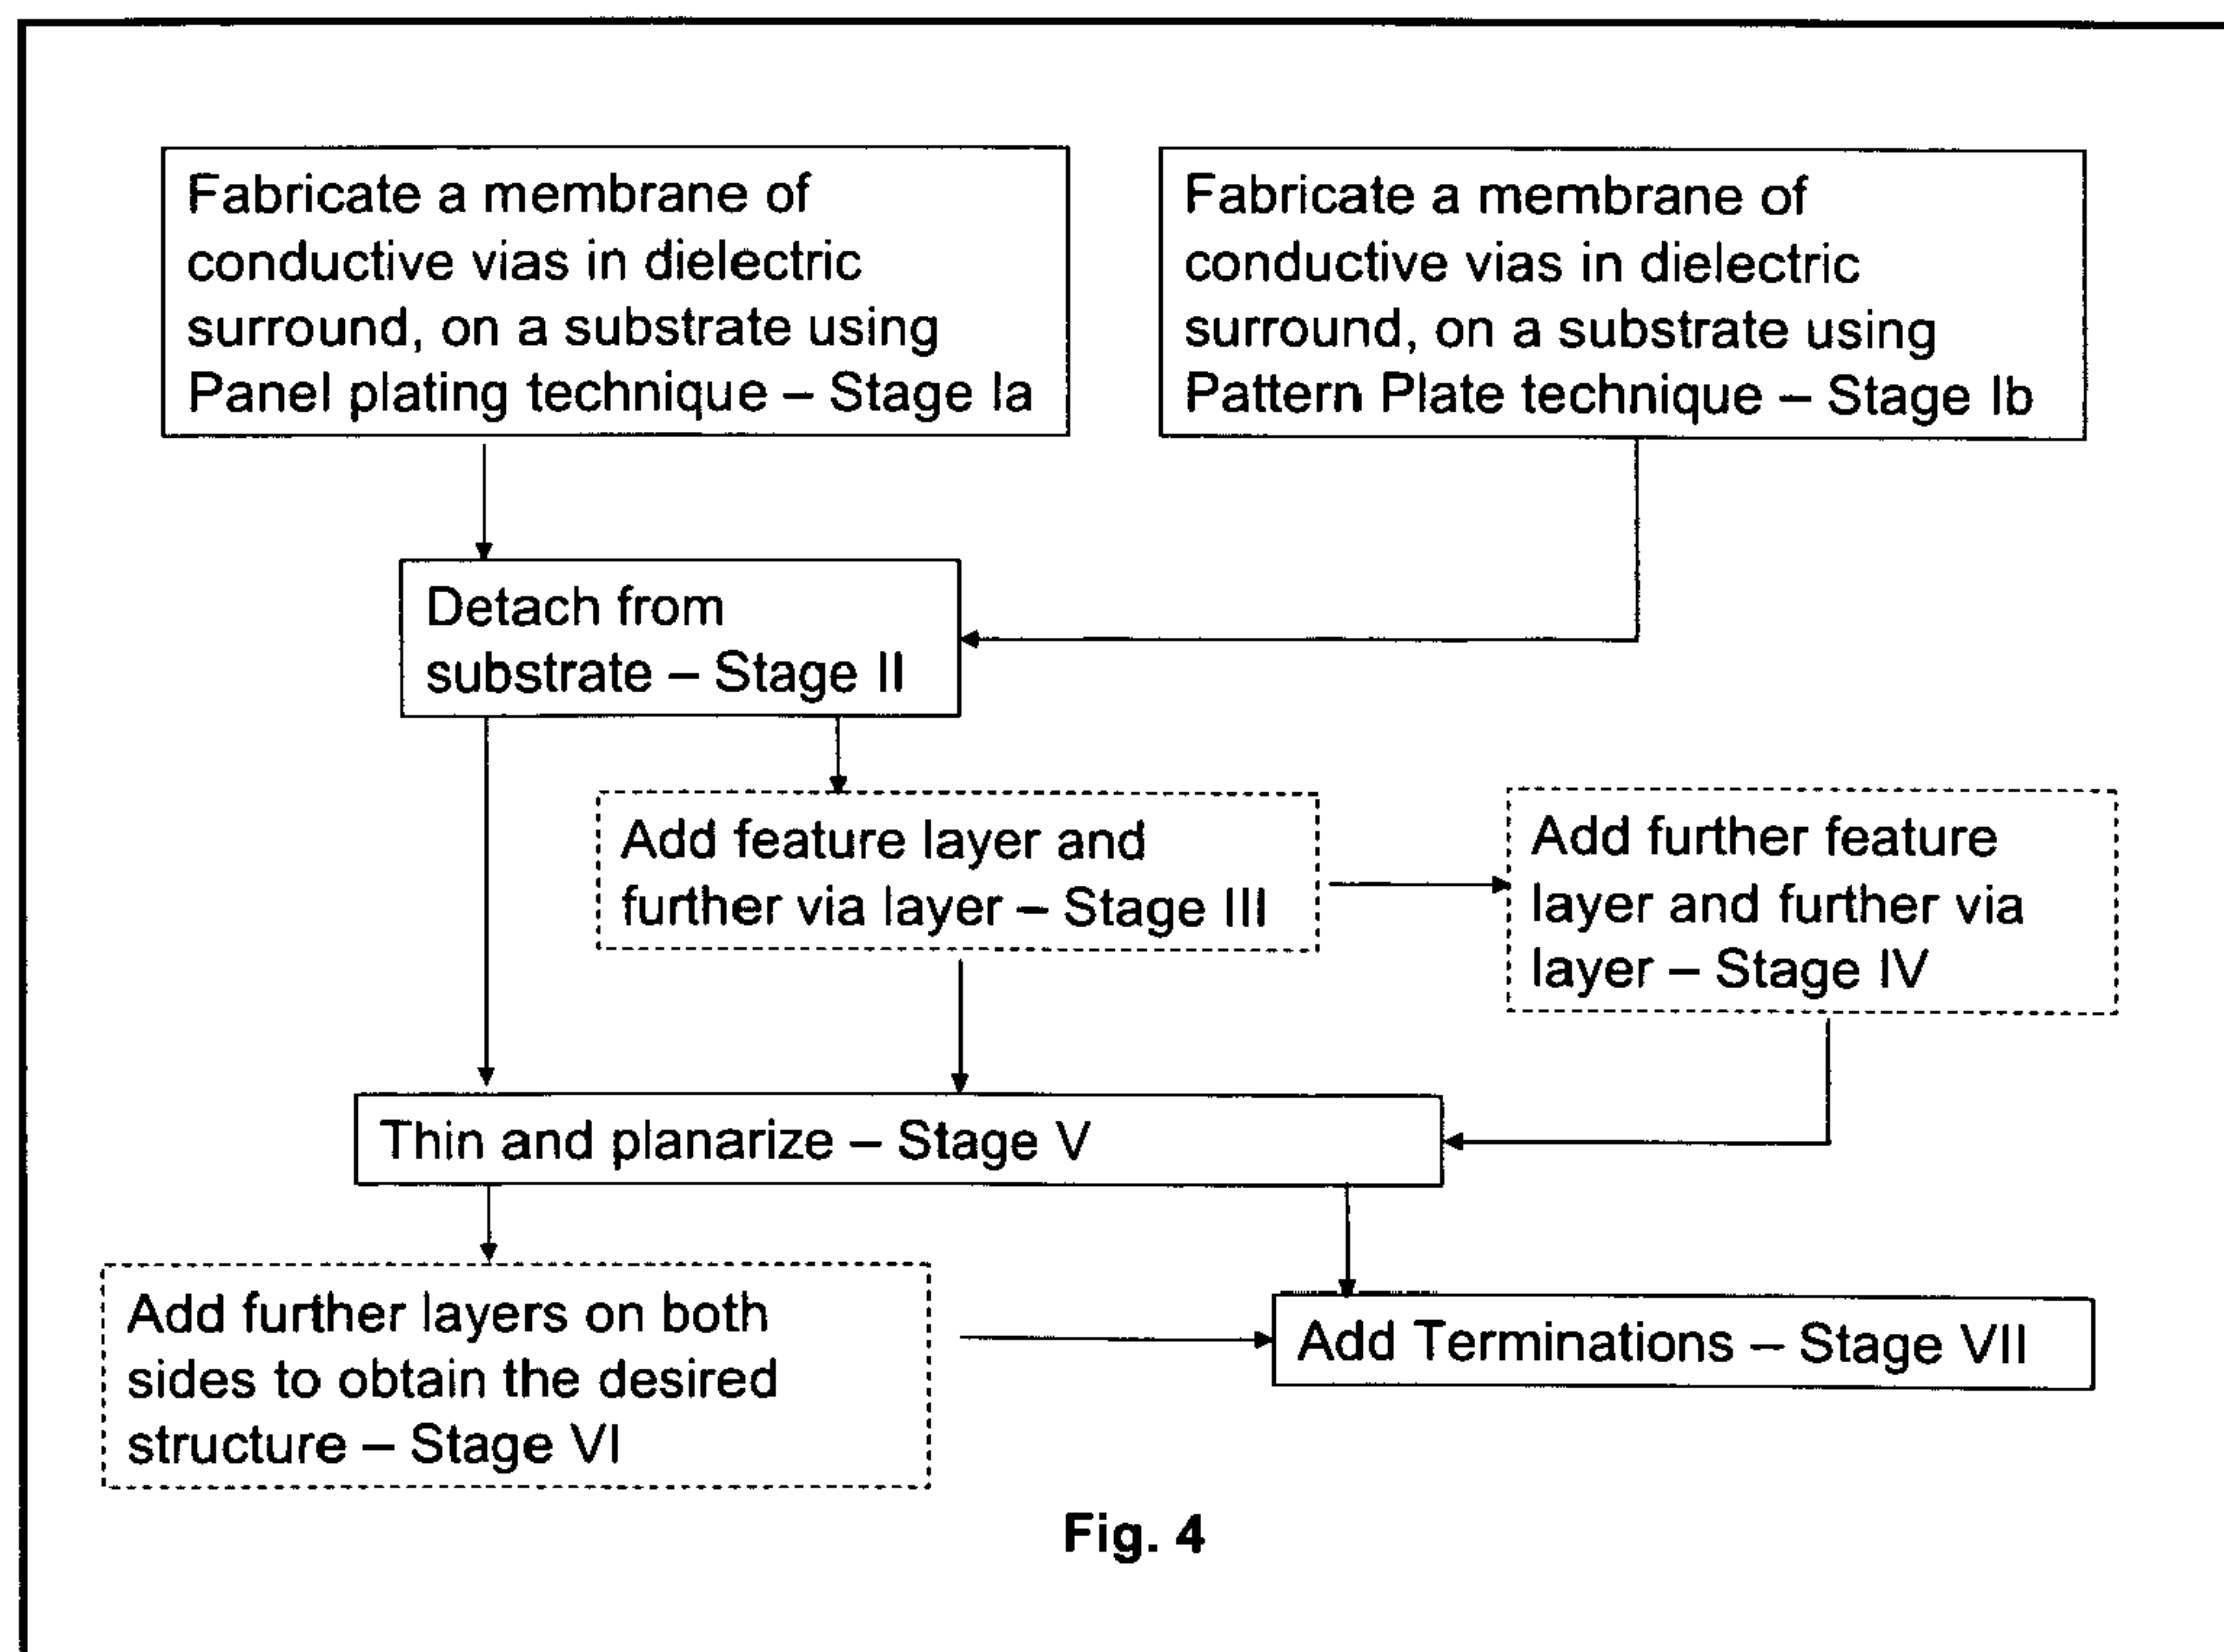 Fabricate a membrane of
conductive vias in dielectric
surround, on a substrate using
Panel plating technique – Stage Ia
Fabricate a membrane of
conductive vias in dielectric
surround, on a substrate using
Pattern Plate technique – Stage Ib
Detach from
substrate – Stage II
Add feature layer and
further via layer – Stage III
Add further feature
layer and further via
layer – Stage IV
Thin and planarize – Stage V
Add further layers on both
sides to obtain the desired
structure – Stage VI
Add Terminations – Stage VII
Fig. 4